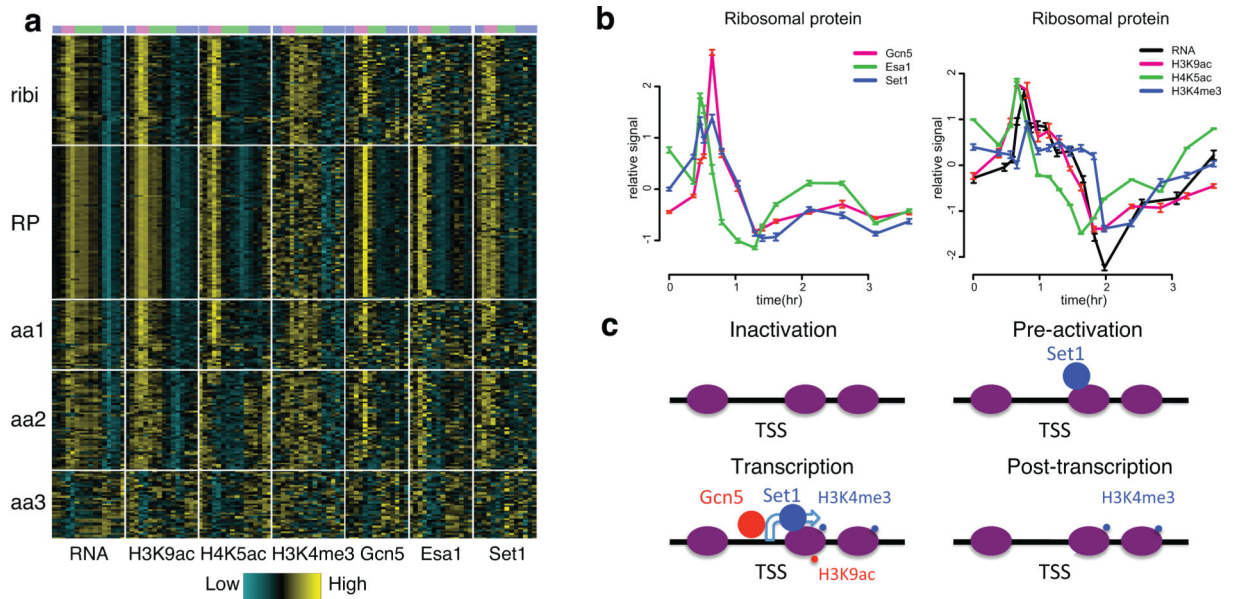 a
ribi
RP
aa1
aa2
aa3
RNA H3K9ac H4K5ac H3K4me3 Gcn5 Esa1 Set1
Low High
b
Ribosomal protein
Gcn5
Esa1
Set1
relative signal
2
1
0
-1
0 1 2 3
time(hr)
Ribosomal protein
RNA
H3K9ac
H4K5ac
H3K4me3
relative signal
2
1
0
-1
-2
0 1 2 3
time(hr)
c
Inactivation
TSS
Pre-activation
Set1
TSS
Transcription
Gcn5 Set1 H3K4me3
TSS H3K9ac
Post-transcription
H3K4me3
TSS